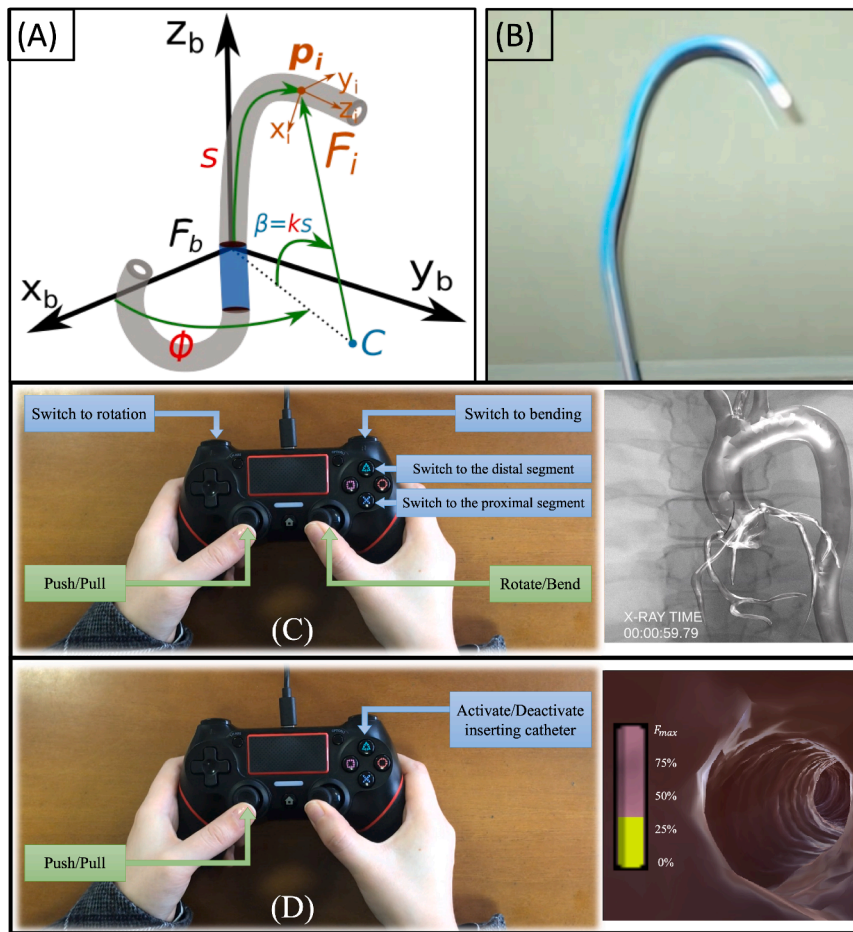 (A)
z_b
p_i
y_i
z_i
x_i
F_i
s
β=ks
F_b
x_b
y_b
ϕ
C
(B)
Switch to rotation
Switch to bending
Switch to the distal segment
Switch to the proximal segment
Push/Pull
Rotate/Bend
(C)
X-RAY TIME
00:00:59.79
Activate/Deactivate
inserting catheter
Push/Pull
(D)
F_max
75%
50%
25%
0%